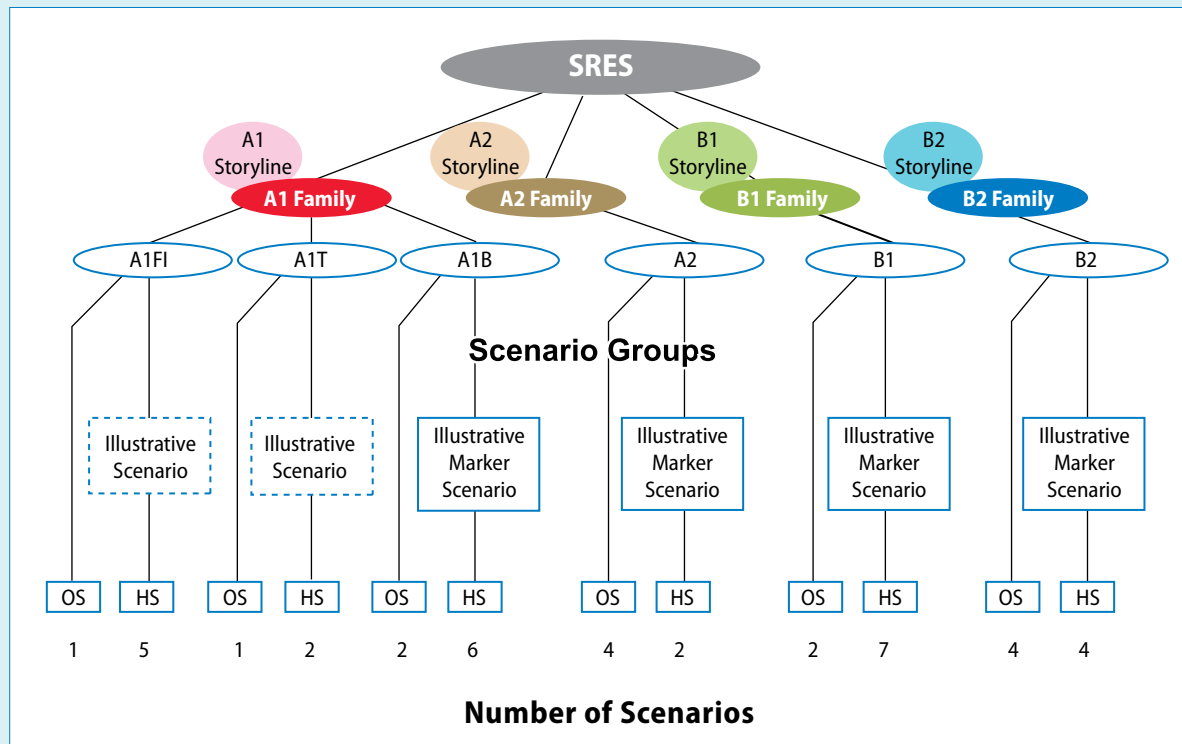 SRES
A1
Storyline
A2
Storyline
B1
Storyline
B2
Storyline
A1 Family
A2 Family
B1 Family
B2 Family
A1FI
A1T
A1B
A2
B1
B2
Scenario Groups
Illustrative
Scenario
Illustrative
Scenario
Illustrative
Marker
Scenario
Illustrative
Marker
Scenario
Illustrative
Marker
Scenario
Illustrative
Marker
Scenario
OS
HS
OS
HS
OS
HS
OS
HS
OS
HS
OS
HS
1
5
1
2
2
6
4
2
2
7
4
4
Number of Scenarios